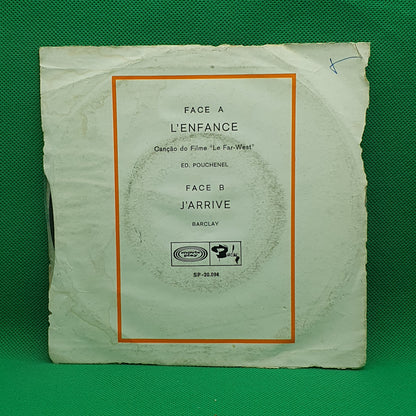 FACE A
L'ENFANCE
Canção do Filme "Le Far-West"
ED. POUCHENEL
FACE B
J'ARRIVE
BARCLAY
SP-20.094